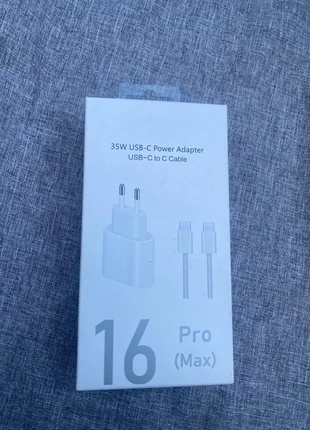 35W USB-C Power Adapter
USB-C to C Cable
16 Pro
(Max)